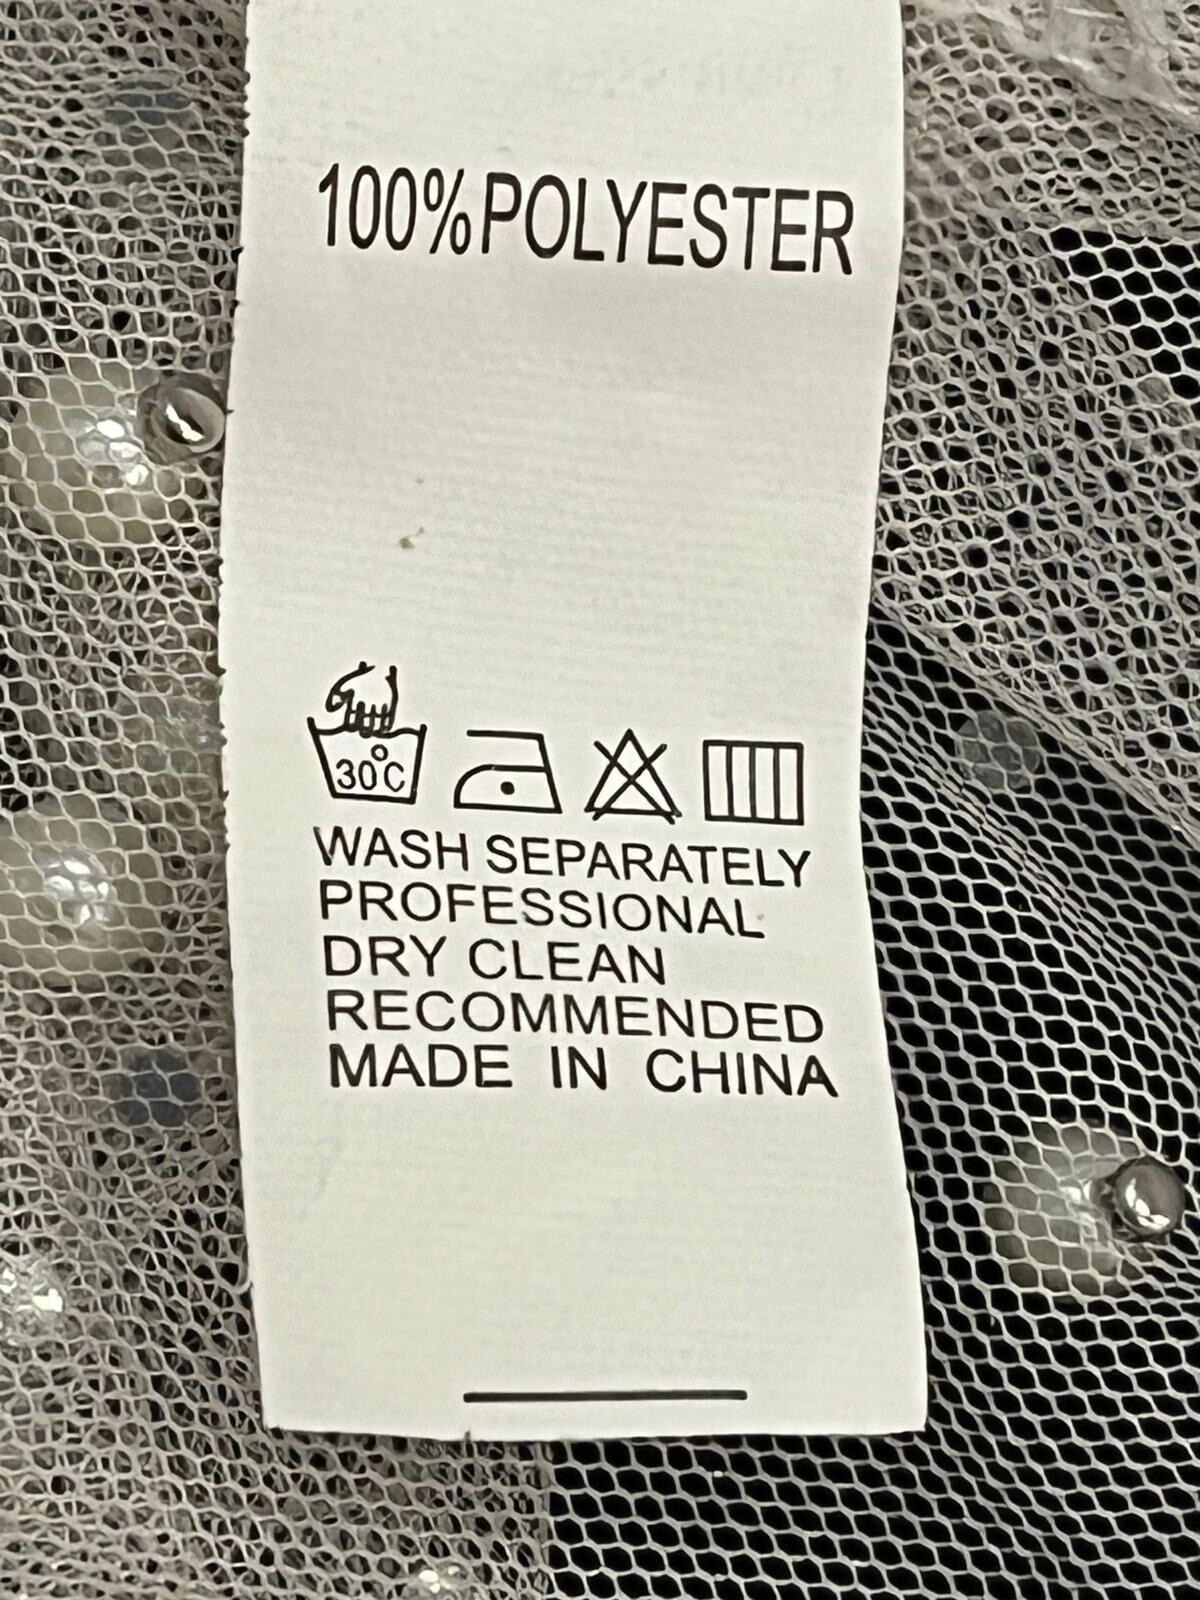 100%POLYESTER
30°C
WASH SEPARATELY
PROFESSIONAL
DRY CLEAN
RECOMMENDED
MADE IN CHINA